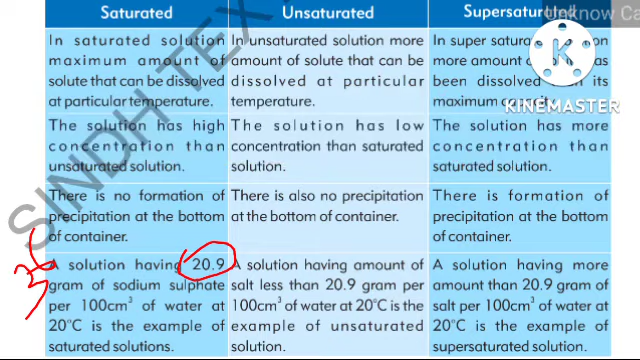 Saturated
Unsaturated
Supersaturated
In saturated solution
maximum amount of
solute that can be dissolved
at particular temperature.
In unsaturated solution more
amount of solute that can be
dissolved at particular
temperature.
In super
more amount
been dissolved
maximum
KINEMASTER
The solution has high
concentration than
unsaturated solution.
The solution has low
concentration than saturated
solution.
The solution has more
concentration than
saturated solution.
There is no formation of
precipitation at the bottom
of container.
There is also no precipitation
at the bottom of container.
There is formation of
precipitation at the bottom
of container.
A solution having 20.9
gram of sodium sulphate
per 100cm³ of water at
20°C is the example of
saturated solutions.
A solution having amount of
salt less than 20.9 gram per
100cm³ of water at 20°C is the
example of unsaturated
solution.
A solution having more
amount than 20.9 gram of
salt per 100cm³ of water at
20°C is the example of
supersaturated solution.
SINDH